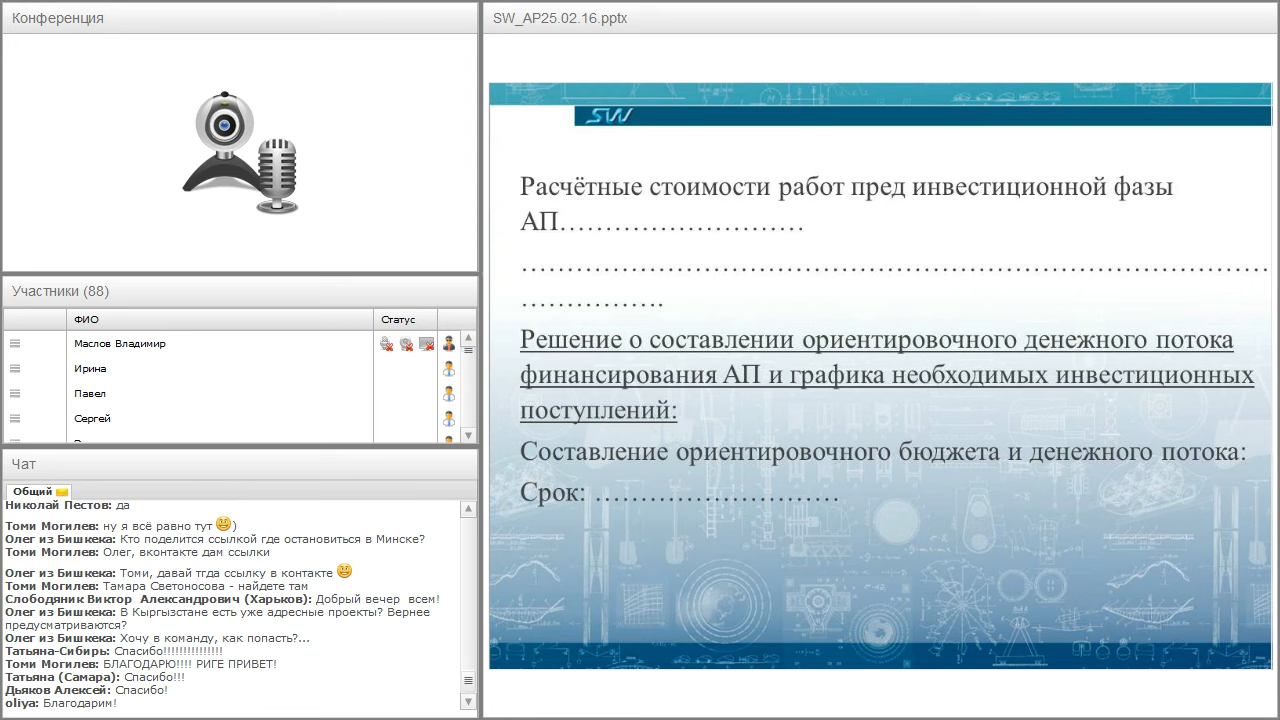 Конференция
Участники (88)
ФИО
Статус
Маслов Владимир
Ирина
Павел
Сергей
Чат
Общий
Николай Пестов: да
Томи Могилев: ну я всё равно тут )
Олег из Бишкека: Кто поделится ссылкой где остановиться в Минске?
Томи Могилев: Олег, вконтакте дам ссылки
Олег из Бишкека: Томи, давай тгда ссылку в контакте
Томи Могилев: Тамара Светоносова - найдете там
Слободяник Виктор Александрович (Харьков): Добрый вечер всем!
Олег из Бишкека: В Кыргызстане есть уже адресные проекты? Вернее
предусматриваются?
Олег из Бишкека: Хочу в команду, как попасть?...
Татьяна-Сибирь: Спасибо!!!!!!!!!!!!!!!
Томи Могилев: БЛАГОДАРЮ!!!! РИГЕ ПРИВЕТ!
Татьяна (Самара): Спасибо!!!
Дьяков Алексей: Спасибо!
oliya: Благодарим!
SW_AP25.02.16.pptx
SW
Расчётные стоимости работ пред инвестиционной фазы
АП………………………
…………………………………………………………………………
…………….
Решение о составлении ориентировочного денежного потока
финансирования АП и графика необходимых инвестиционных
поступлений:
Составление ориентировочного бюджета и денежного потока:
Срок: ………………………